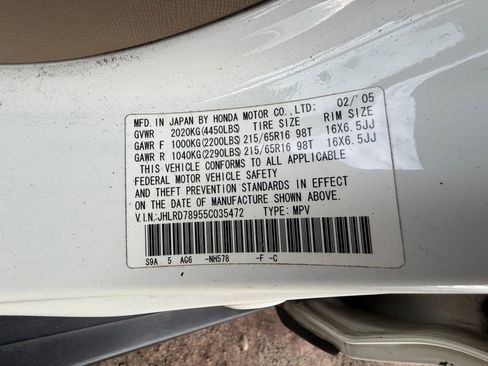 MFD. IN JAPAN BY HONDA MOTOR CO., LTD: 02/'05
GVWR 2020KG(4450LBS) TIRE SIZE RIM SIZE
GAWR F 1000KG(2200LBS) 215/65R16 98T 16X6.5JJ
GAWR R 1040KG(2290LBS) 215/65R16 98T 16X6.5JJ
THIS VEHICLE CONFORMS TO ALL APPLICABLE
FEDERAL MOTOR VEHICLE SAFETY
AND THEFT PREVENTION STANDARDS IN EFFECT
ON THE DATE OF MANUFACTURE SHOWN ABOVE.
V.I.N:JHLRD78955C035472 TYPE: MPV
S9A 5 AG6 -NH578 -F -C